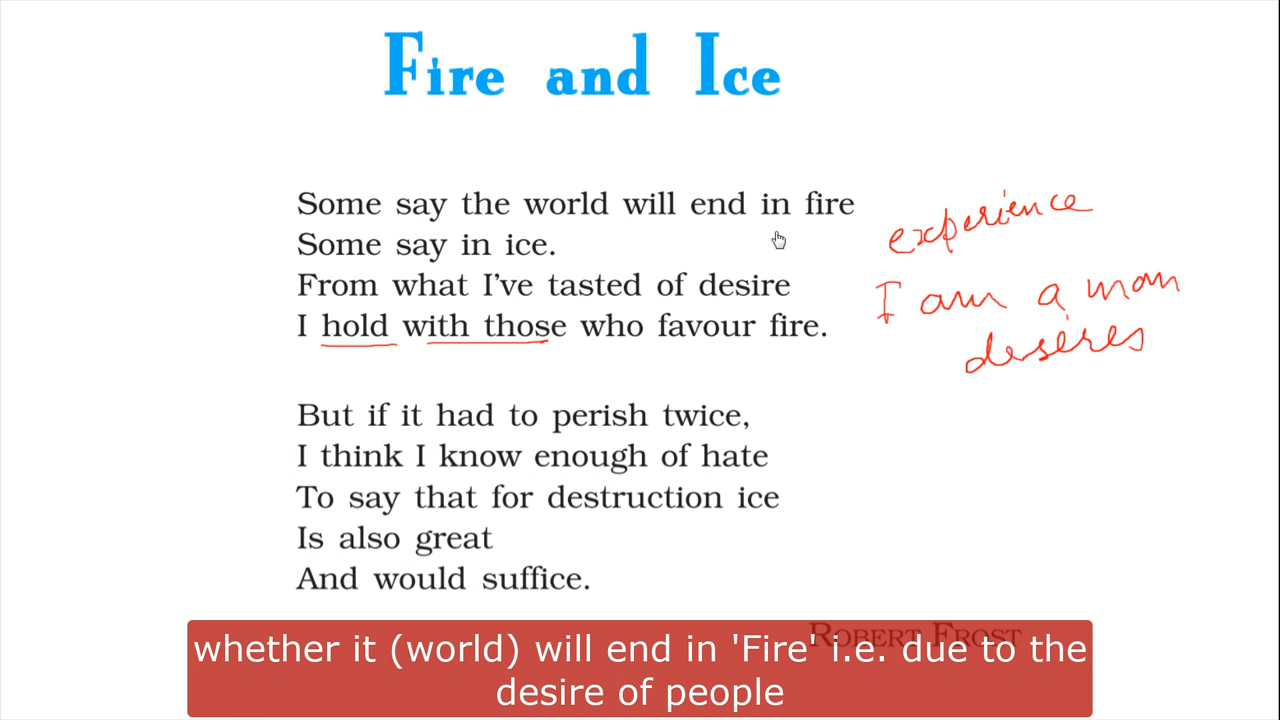 Fire and Ice
Some say the world will end in fire
Some say in ice.
From what I've tasted of desire
I hold with those who favour fire.
experience
I am a man
deseres
But if it had to perish twice,
I think I know enough of hate
To say that for destruction ice
Is also great
And would suffice.
ROBERT FROST
whether it (world) will end in 'Fire' i.e. due to the
desire of people